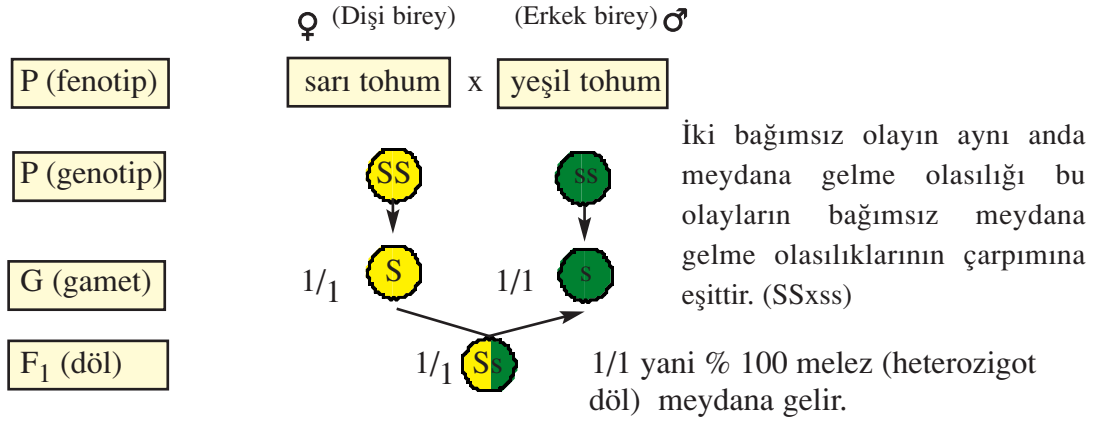 ♀ (Dişi birey) (Erkek birey) ♂
P (fenotip) sarı tohum x yeşil tohum
P (genotip) SS ss
G (gamet) 1/1 S 1/1 s
İki bağımsız olayın aynı anda
meydana gelme olasılığı bu
olayların bağımsız meydana
gelme olasılıklarının çarpımına
eşittir. (SSxss)
F1 (döl) 1/1 Ss
1/1 yani % 100 melez (heterozigot
döl) meydana gelir.